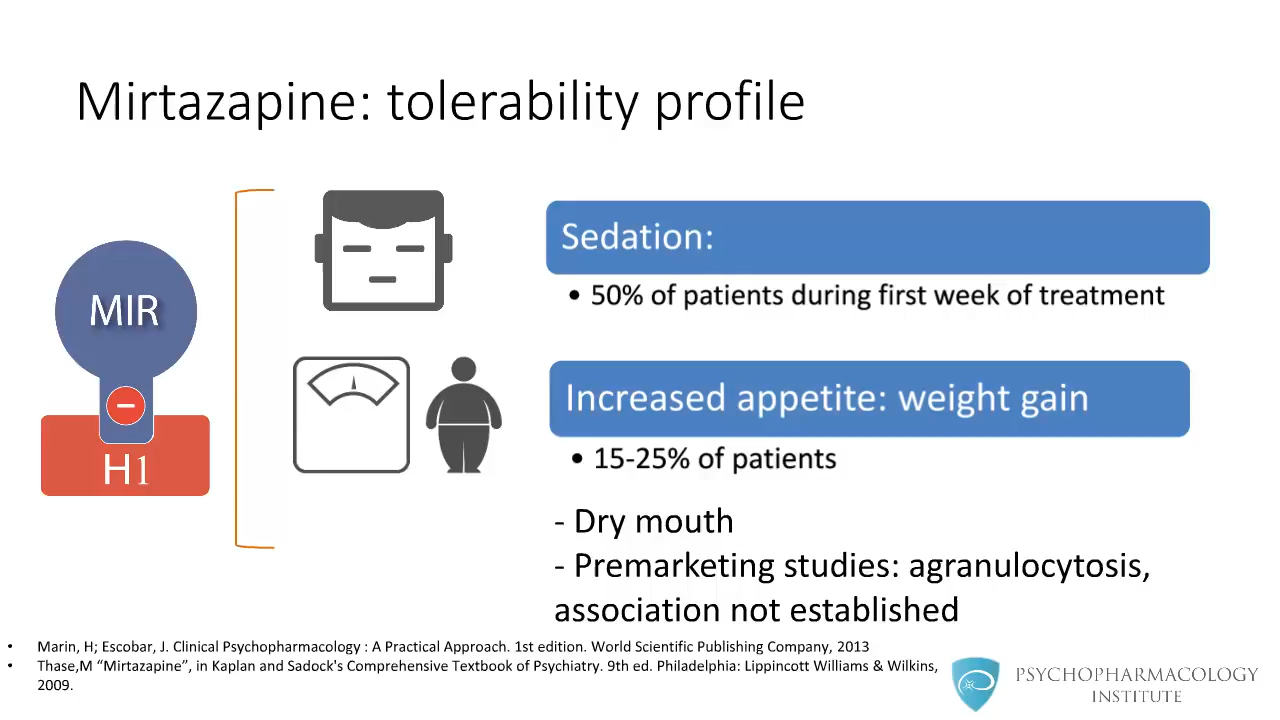 Mirtazapine: tolerability profile
MIR
H1
Sedation:
• 50% of patients during first week of treatment
Increased appetite: weight gain
• 15-25% of patients
- Dry mouth
- Premarketing studies: agranulocytosis,
association not established
• Marin, H; Escobar, J. Clinical Psychopharmacology : A Practical Approach. 1st edition. World Scientific Publishing Company, 2013
• Thase,M “Mirtazapine”, in Kaplan and Sadock's Comprehensive Textbook of Psychiatry. 9th ed. Philadelphia: Lippincott Williams & Wilkins,
2009.
PSYCHOPHARMACOLOGY
INSTITUTE